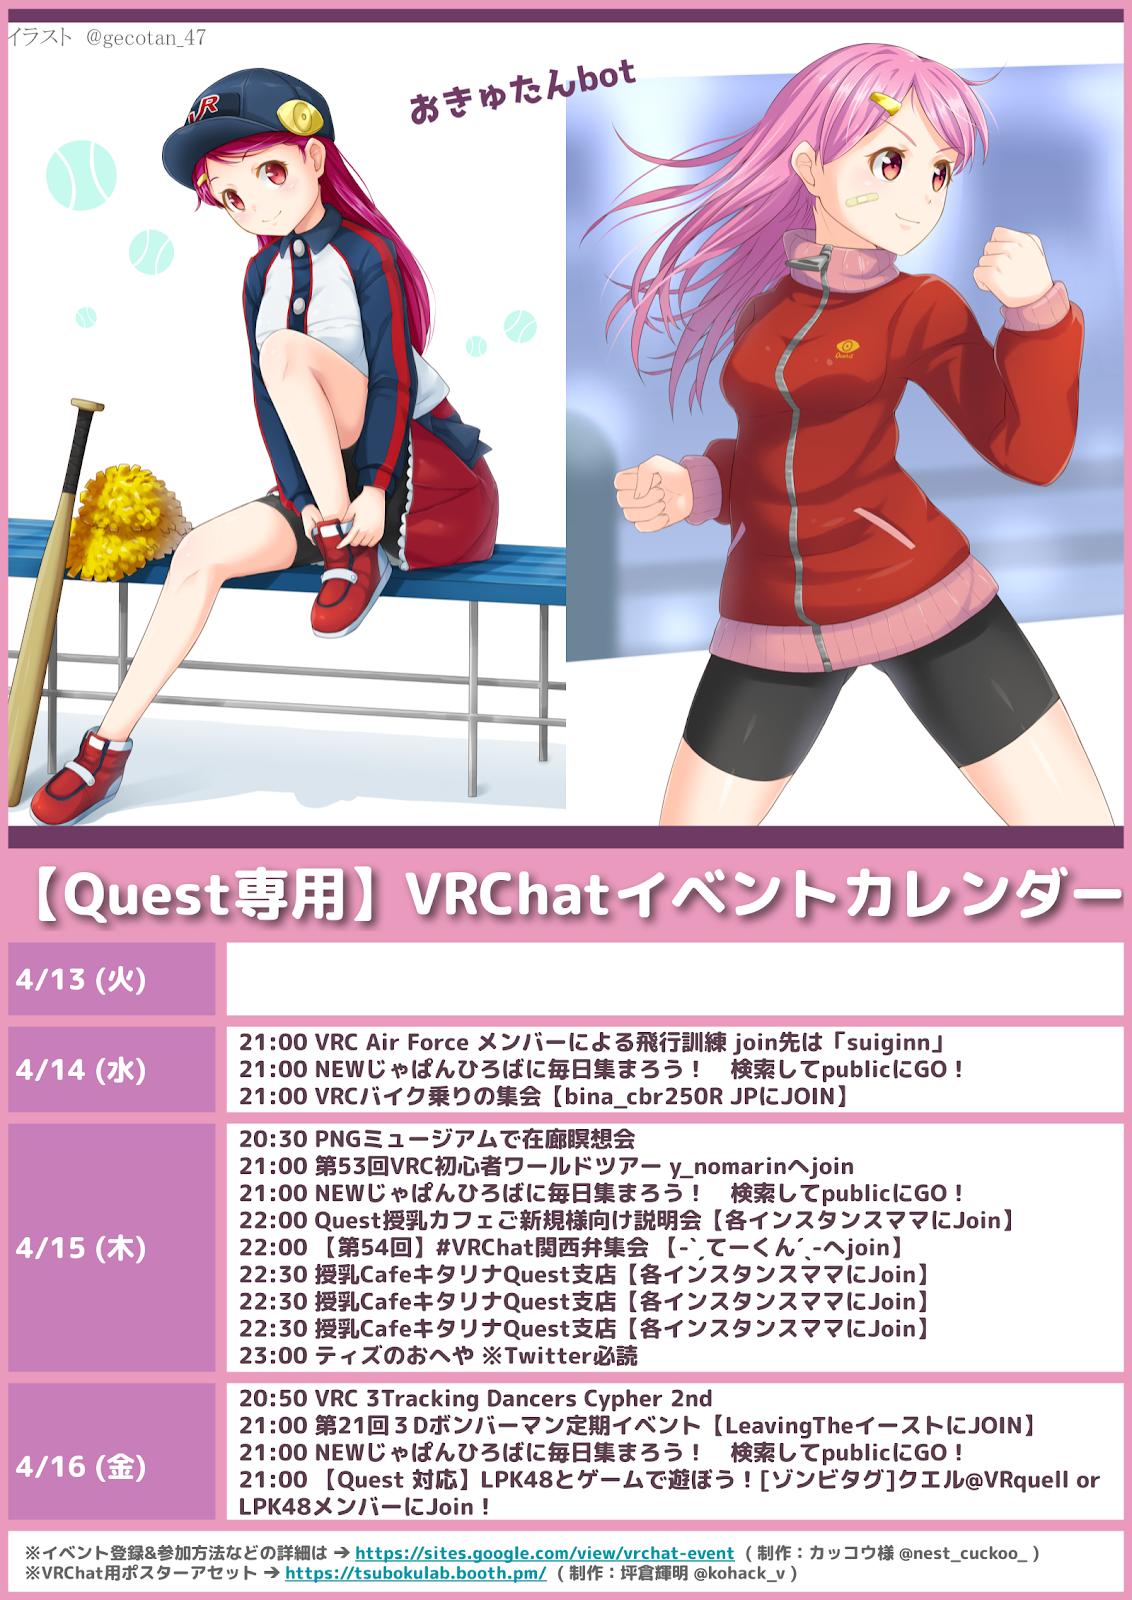 イラスト @gecotan_47
おきゅたんbot
VR
Quest
【Quest専用】VRChatイベントカレンダー
4/13 (火)
4/14 (水)
21:00 VRC Air Force メンバーによる飛行訓練 join先は「suiginn」
21:00 NEWじゃぱんひろばに毎日集まろう！　検索してpublicにGO！
21:00 VRCバイク乗りの集会【bina_cbr250R JPにJOIN】
4/15 (木)
20:30 PNGミュージアムで在廊瞑想会
21:00 第53回VRC初心者ワールドツアー y_nomarinへjoin
21:00 NEWじゃぱんひろばに毎日集まろう！　検索してpublicにGO！
22:00 Quest授乳カフェご新規様向け説明会【各インスタンスママにJoin】
22:00 【第54回】#VRChat関西弁集会 【-`ˏてーくんˊˎ-へjoin】
22:30 授乳CafeキタリナQuest支店【各インスタンスママにJoin】
22:30 授乳CafeキタリナQuest支店【各インスタンスママにJoin】
22:30 授乳CafeキタリナQuest支店【各インスタンスママにJoin】
23:00 ティズのおへや ※Twitter必読
4/16 (金)
20:50 VRC 3Tracking Dancers Cypher 2nd
21:00 第21回３Dボンバーマン定期イベント【LeavingTheイーストにJOIN】
21:00 NEWじゃぱんひろばに毎日集まろう！　検索してpublicにGO！
21:00 【Quest 対応】LPK48とゲームで遊ぼう！[ゾンビタグ]クエル@VRquell or
LPK48メンバーにJoin！
※イベント登録&参加方法などの詳細は → https://sites.google.com/view/vrchat-event ( 制作：カッコウ様 @nest_cuckoo_ )
※VRChat用ポスターアセット → https://tsubokulab.booth.pm/ ( 制作：坪倉輝明 @kohack_v )